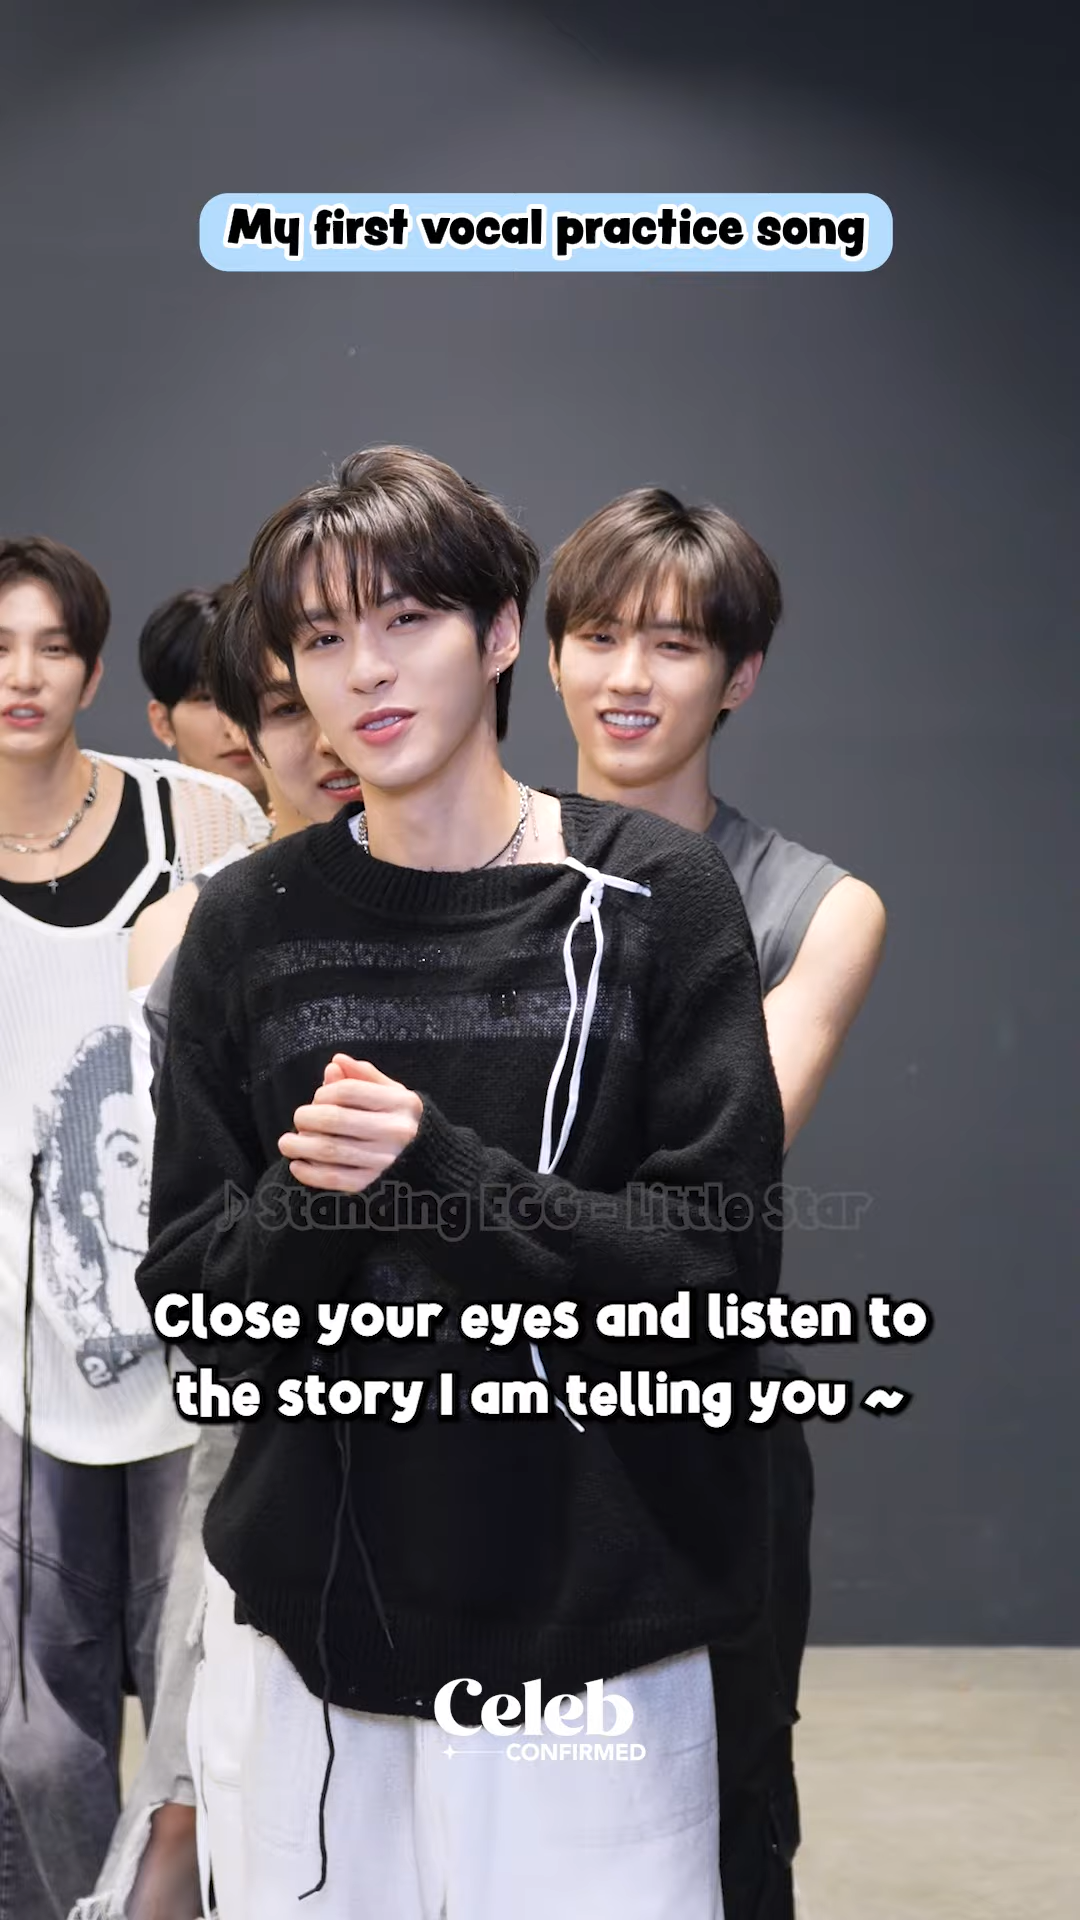 My first vocal practice song
♪ Standing EGG - Little Star
Close your eyes and listen to
the story I am telling you ~
Celeb
CONFIRMED